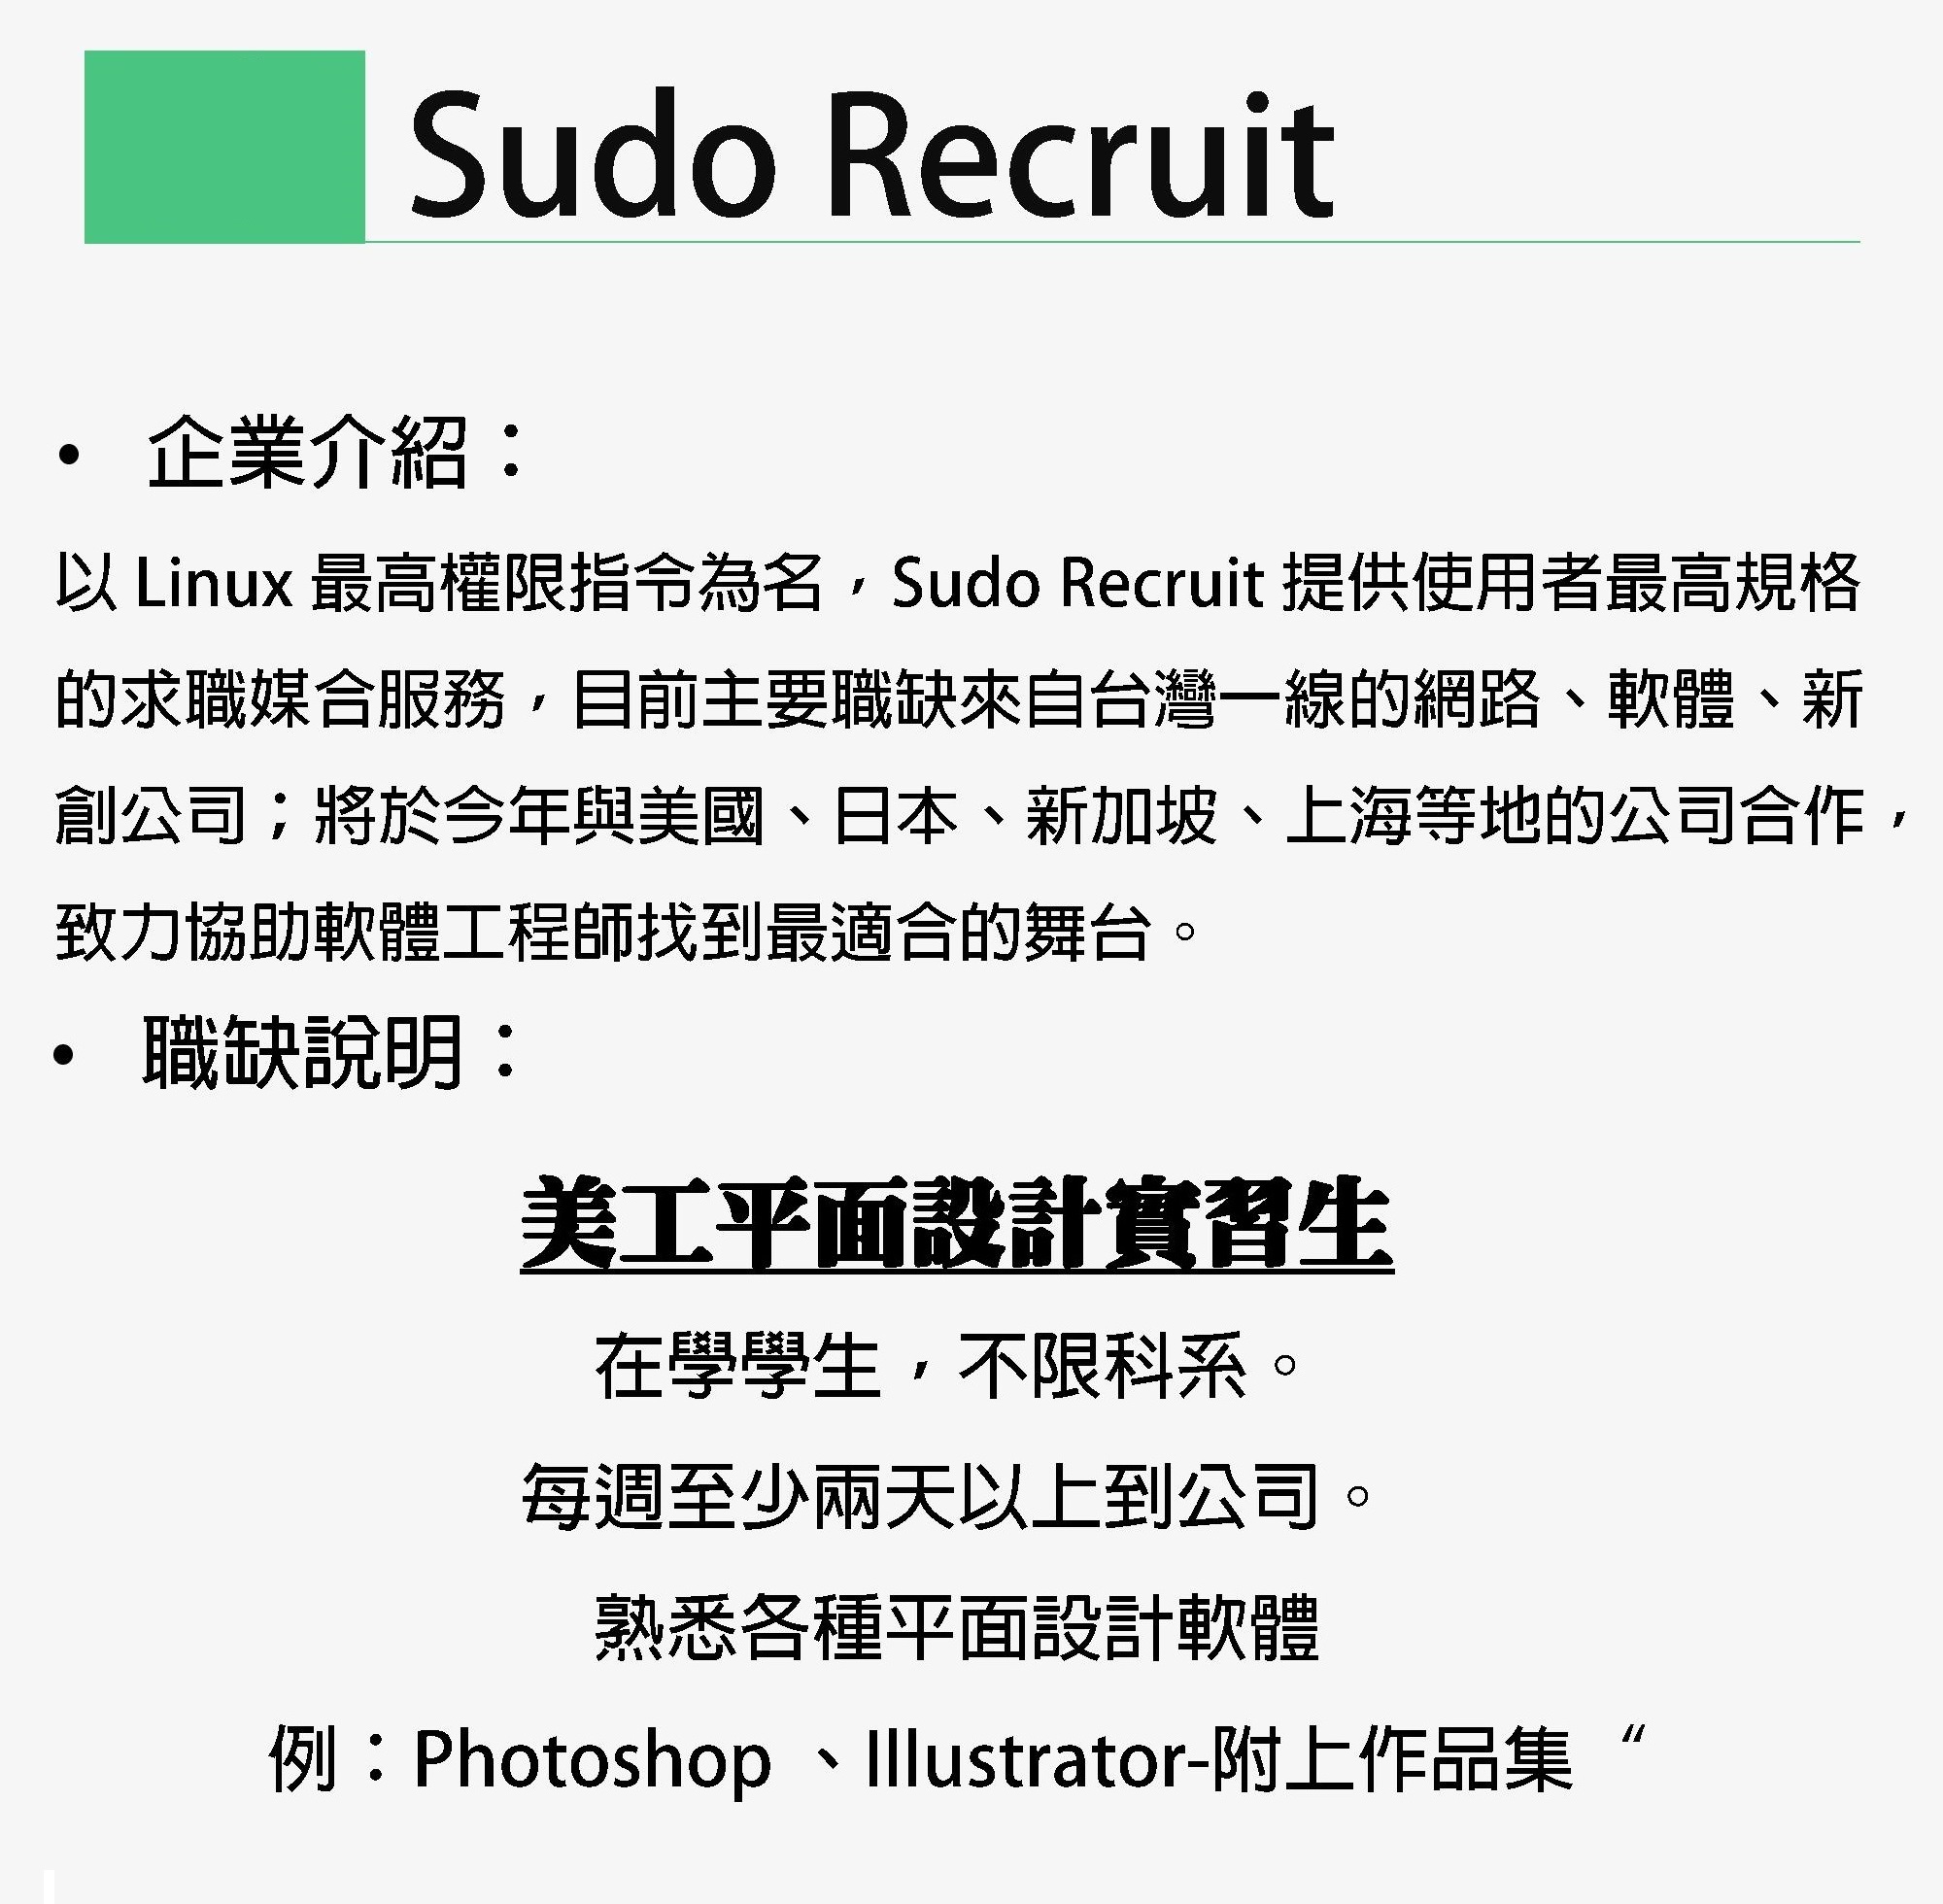 Sudo Recruit
• 企業介紹：
以 Linux 最高權限指令為名，Sudo Recruit 提供使用者最高規格
的求職媒合服務，目前主要職缺來自台灣一線的網路、軟體、新
創公司；將於今年與美國、日本、新加坡、上海等地的公司合作，
致力協助軟體工程師找到最適合的舞台。
• 職缺說明：
美工平面設計實習生
在學學生，不限科系。
每週至少兩天以上到公司。
熟悉各種平面設計軟體
例：Photoshop 、Illustrator-附上作品集“